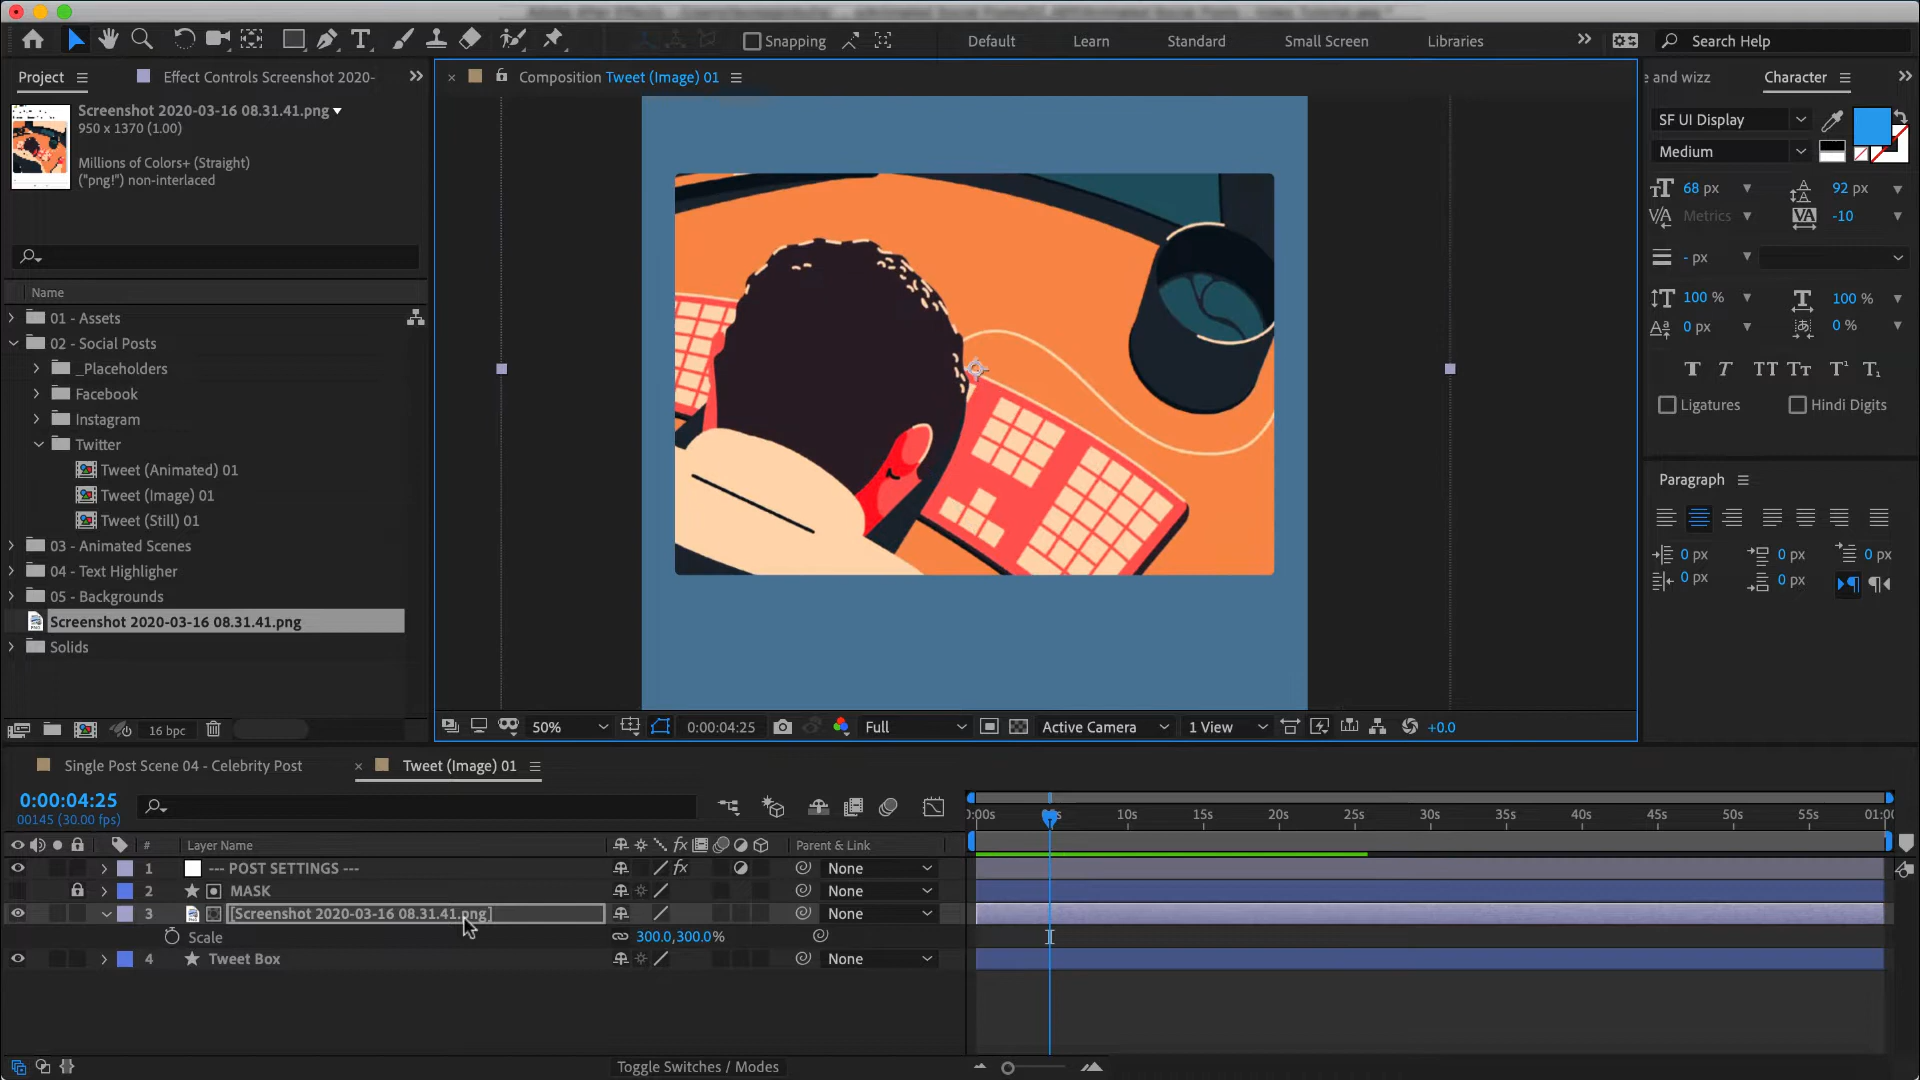 Snapping
Default
Learn
Standard
Small Screen
Libraries
Search Help
Project
Effect Controls Screenshot 2020-
Composition Tweet (Image) 01
e and wizz
Character
Screenshot 2020-03-16 08.31.41.png
950 x 1370 (1.00)
Millions of Colors+ (Straight)
("png!") non-interlaced
SF UI Display
Medium
68 px
92 px
Metrics
-10
- px
100 %
100 %
0 px
0 %
Ligatures
Hindi Digits
Paragraph
0 px
0 px
0 px
0 px
0 px
Name
01 - Assets
02 - Social Posts
_Placeholders
Facebook
Instagram
Twitter
Tweet (Animated) 01
Tweet (Image) 01
Tweet (Still) 01
03 - Animated Scenes
04 - Text Highligher
05 - Backgrounds
Screenshot 2020-03-16 08.31.41.png
Solids
16 bpc
50%
0:00:04:25
Full
Active Camera
1 View
+0.0
Single Post Scene 04 - Celebrity Post
Tweet (Image) 01
0:00:04:25
00145 (30.00 fps)
):00s
10s
15s
20s
25s
30s
35s
40s
45s
50s
55s
01:00
# Layer Name
Parent & Link
1 --- POST SETTINGS --- None
2 MASK None
3 [Screenshot 2020-03-16 08.31.41.png] None
Scale 300.0,300.0%
4 Tweet Box None
Toggle Switches / Modes